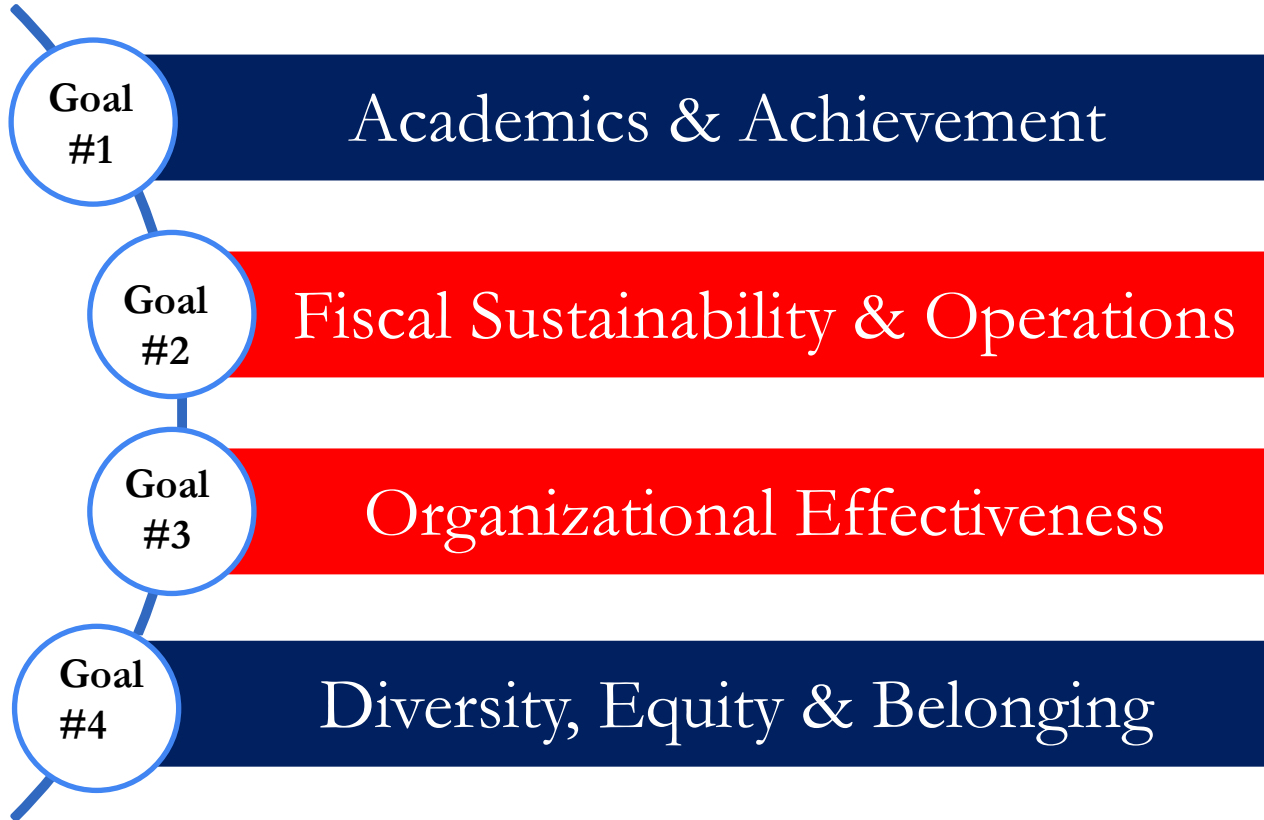 Goal
#1
Academics & Achievement
Goal
#2
Fiscal Sustainability & Operations
Goal
#3
Organizational Effectiveness
Goal
#4
Diversity, Equity & Belonging